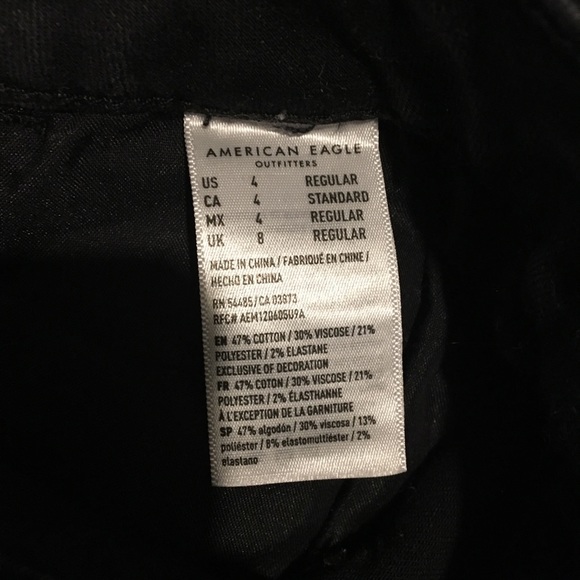 AMERICAN EAGLE
OUTFITTERS
US 4 REGULAR
CA 4 STANDARD
MX 4 REGULAR
UK 8 REGULAR
MADE IN CHINA / FABRIQUÉ EN CHINE /
HECHO EN CHINA
RN 54485 / CA 03873
RFC# AEM120605U9A
EN 47% COTTON / 30% VISCOSE / 21%
POLYESTER / 2% ELASTANE
EXCLUSIVE OF DECORATION
FR 47% COTON / 30% VISCOSE / 21%
POLYESTER / 2% ÉLASTHANNE
À L'EXCEPTION DE LA GARNITURE
SP 47% algodón / 30% viscosa / 13%
poliéster / 8% elastomultiéster / 2%
elastano